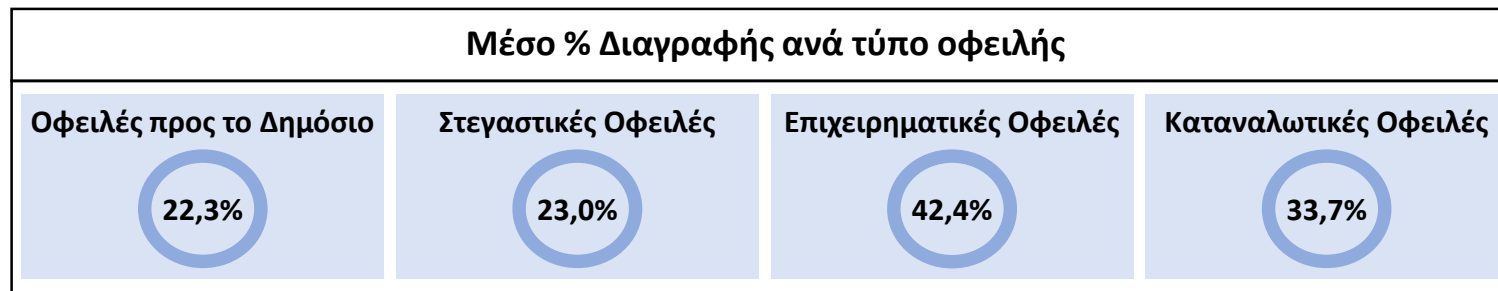 Μέσο % Διαγραφής ανά τύπο οφειλής
Οφειλές προς το Δημόσιο
22,3%
Στεγαστικές Οφειλές
23,0%
Επιχειρηματικές Οφειλές
42,4%
Καταναλωτικές Οφειλές
33,7%